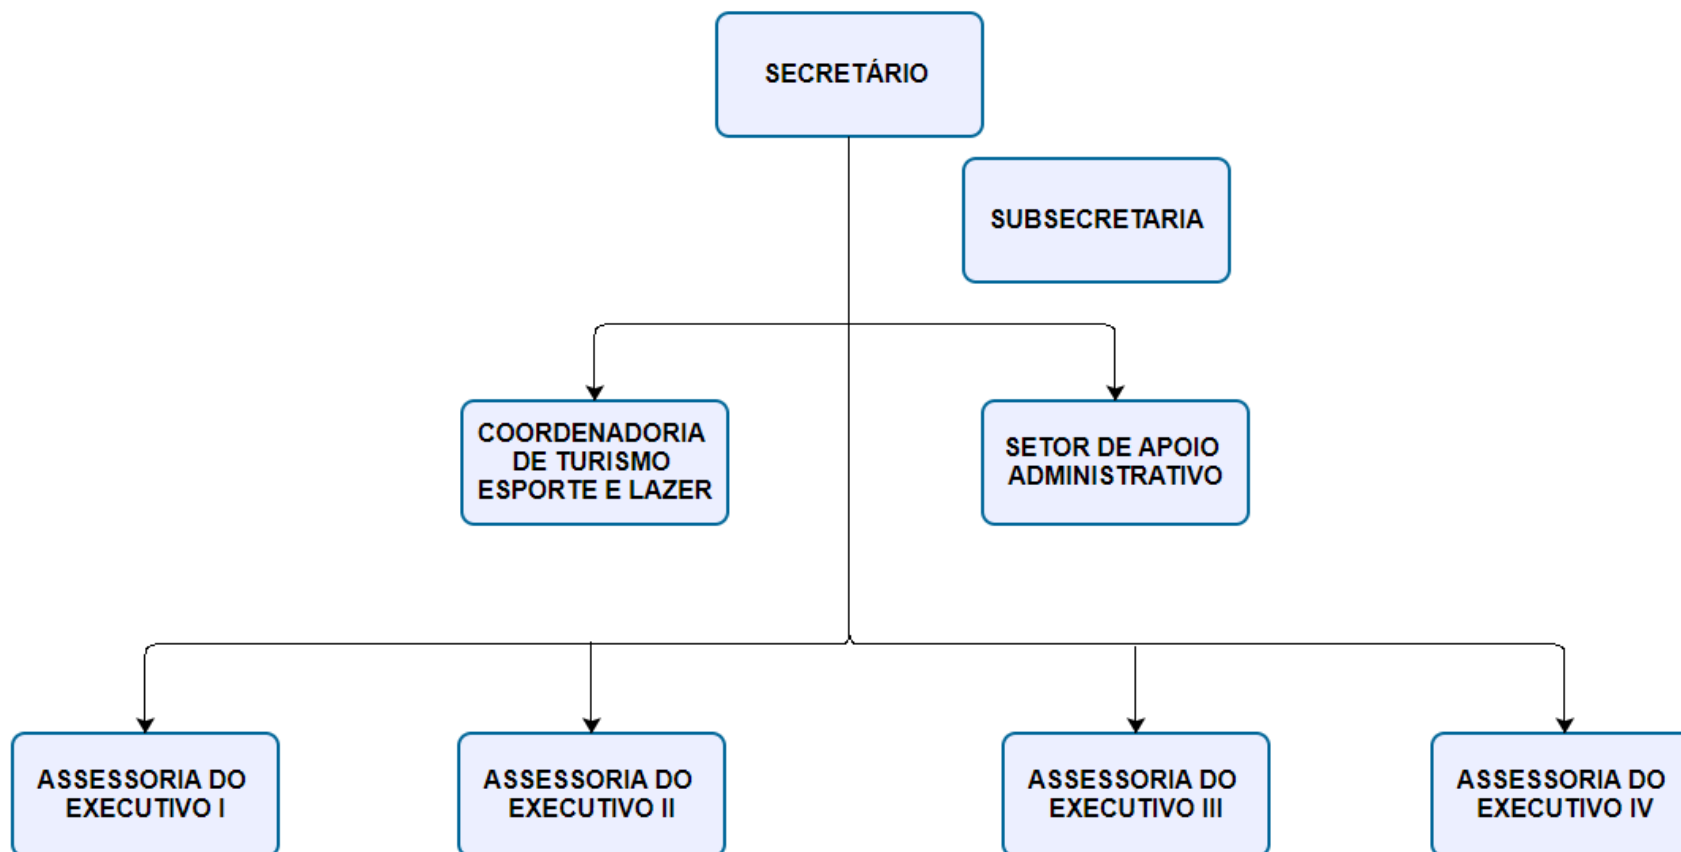 SECRETÁRIO
SUBSECRETARIA
COORDENADORIA
DE TURISMO
ESPORTE E LAZER
SETOR DE APOIO
ADMINISTRATIVO
ASSESSORIA DO
EXECUTIVO I
ASSESSORIA DO
EXECUTIVO II
ASSESSORIA DO
EXECUTIVO III
ASSESSORIA DO
EXECUTIVO IV